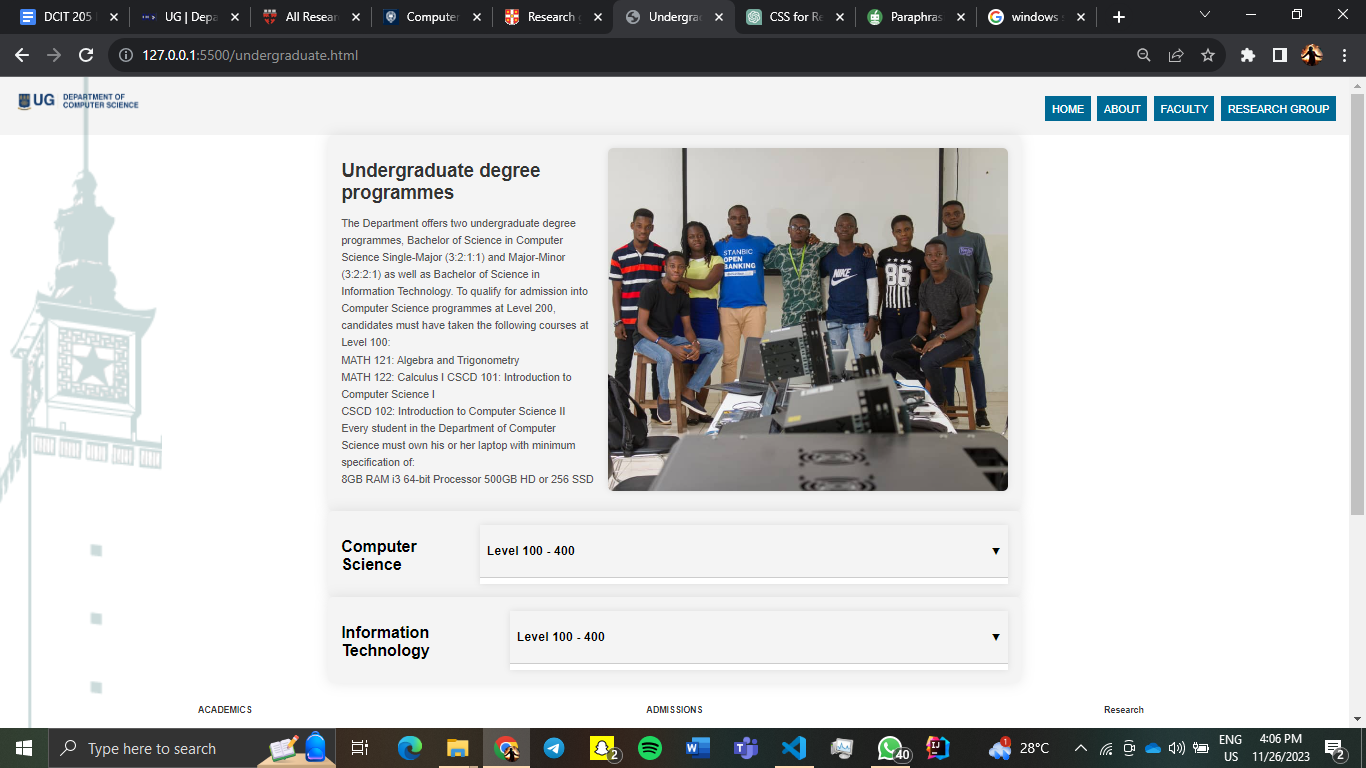 DCIT 205
UG | Depa
All Resear
Computer
Research
Undergra
CSS for Re
Paraphras
windows
127.0.0.1:5500/undergraduate.html
UG DEPARTMENT OF
COMPUTER SCIENCE
HOME ABOUT FACULTY RESEARCH GROUP
Undergraduate degree
programmes
The Department offers two undergraduate degree
programmes, Bachelor of Science in Computer
Science Single-Major (3:2:1:1) and Major-Minor
(3:2:2:1) as well as Bachelor of Science in
Information Technology. To qualify for admission into
Computer Science programmes at Level 200,
candidates must have taken the following courses at
Level 100:
MATH 121: Algebra and Trigonometry
MATH 122: Calculus I CSCD 101: Introduction to
Computer Science I
CSCD 102: Introduction to Computer Science II
Every student in the Department of Computer
Science must own his or her laptop with minimum
specification of:
8GB RAM i3 64-bit Processor 500GB HD or 256 SSD
STANBIC
OPEN
BANKING
NIKE
86
Computer
Science
Level 100 - 400
Information
Technology
Level 100 - 400
ACADEMICS
ADMISSIONS
Research
Type here to search
2
40
1
28°C
ENG
US
4:06 PM
11/26/2023
2